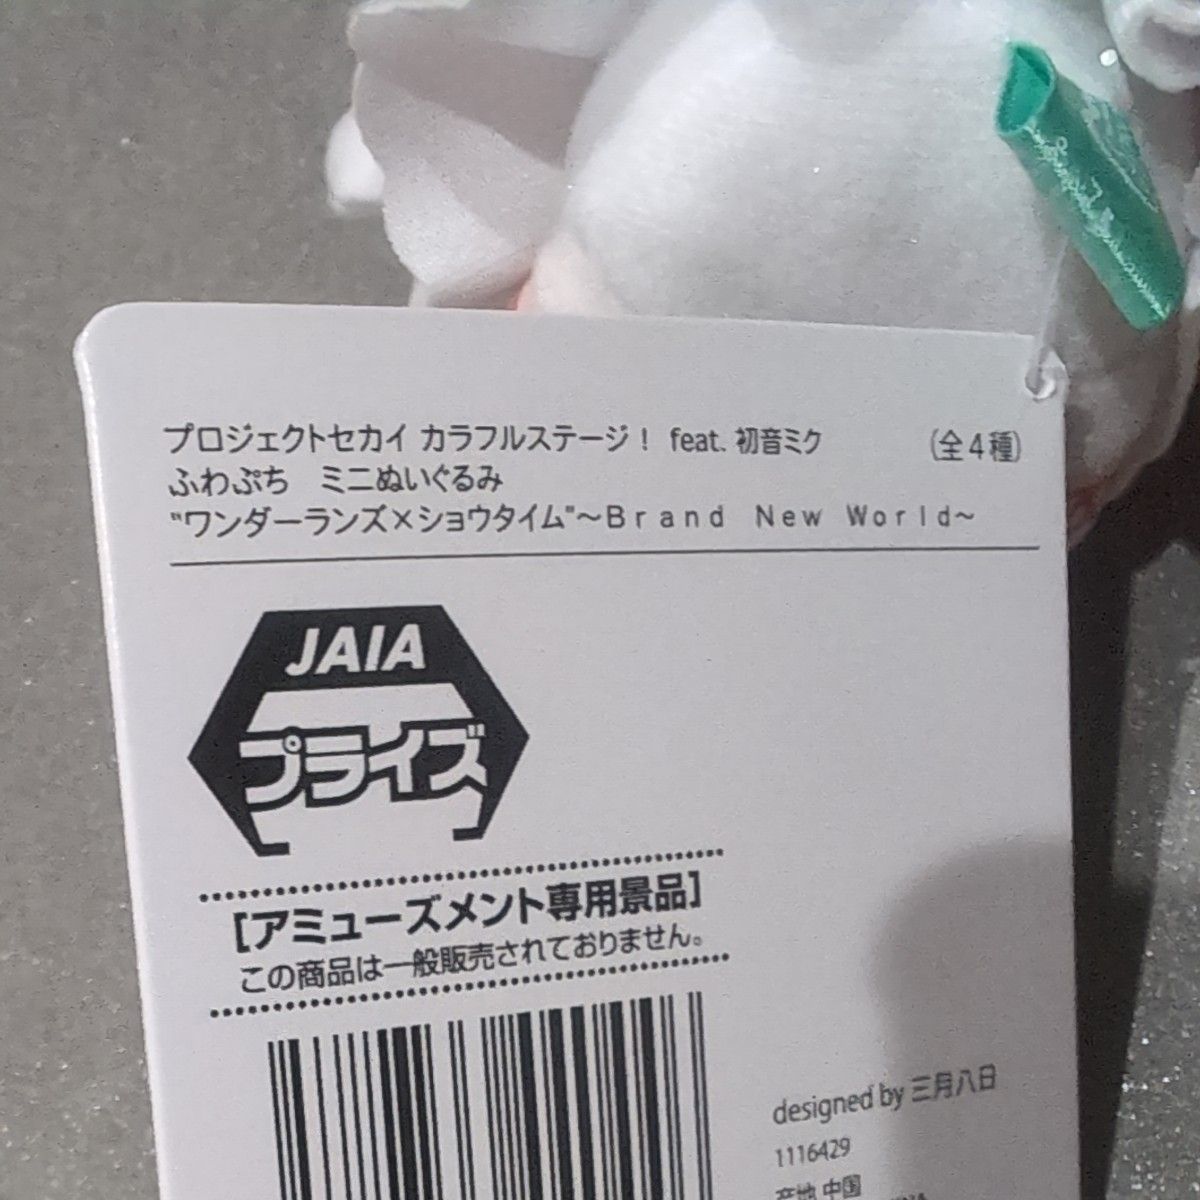 プロジェクトセカイ カラフルステージ! feat. 初音ミク (全4種)
ふわぷち ミニぬいぐるみ
"ワンダーランズ×ショウタイム"～Brand New World～
JAIA
プライズ
[アミューズメント専用景品]
この商品は一般販売されておりません。
designed by 三月八日
1116429
産地 中国